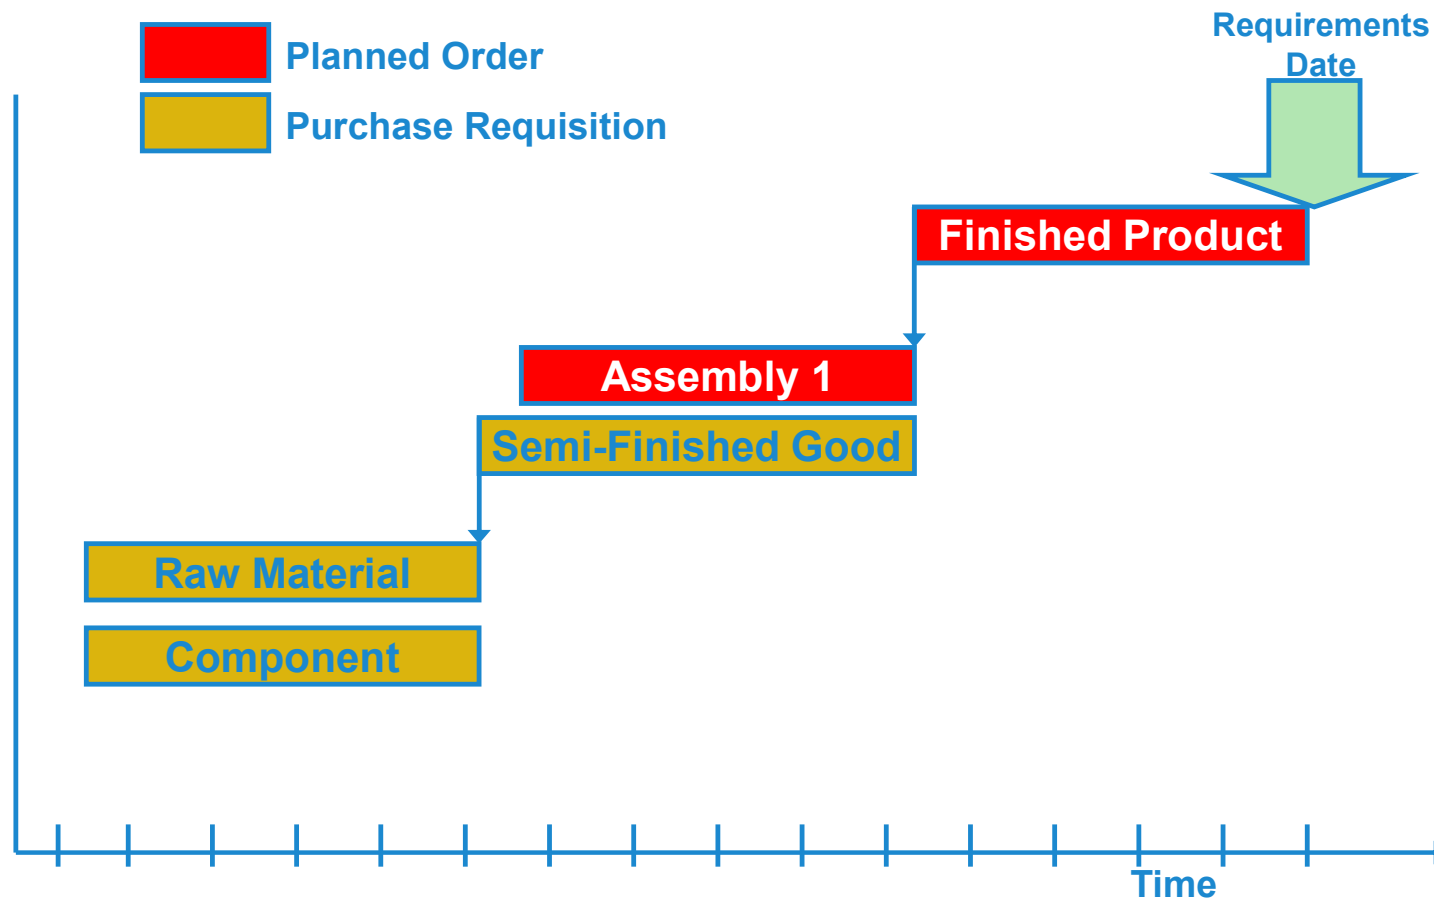 Requirements
Date
Planned Order
Purchase Requisition
Finished Product
Assembly 1
Semi-Finished Good
Raw Material
Component
Time